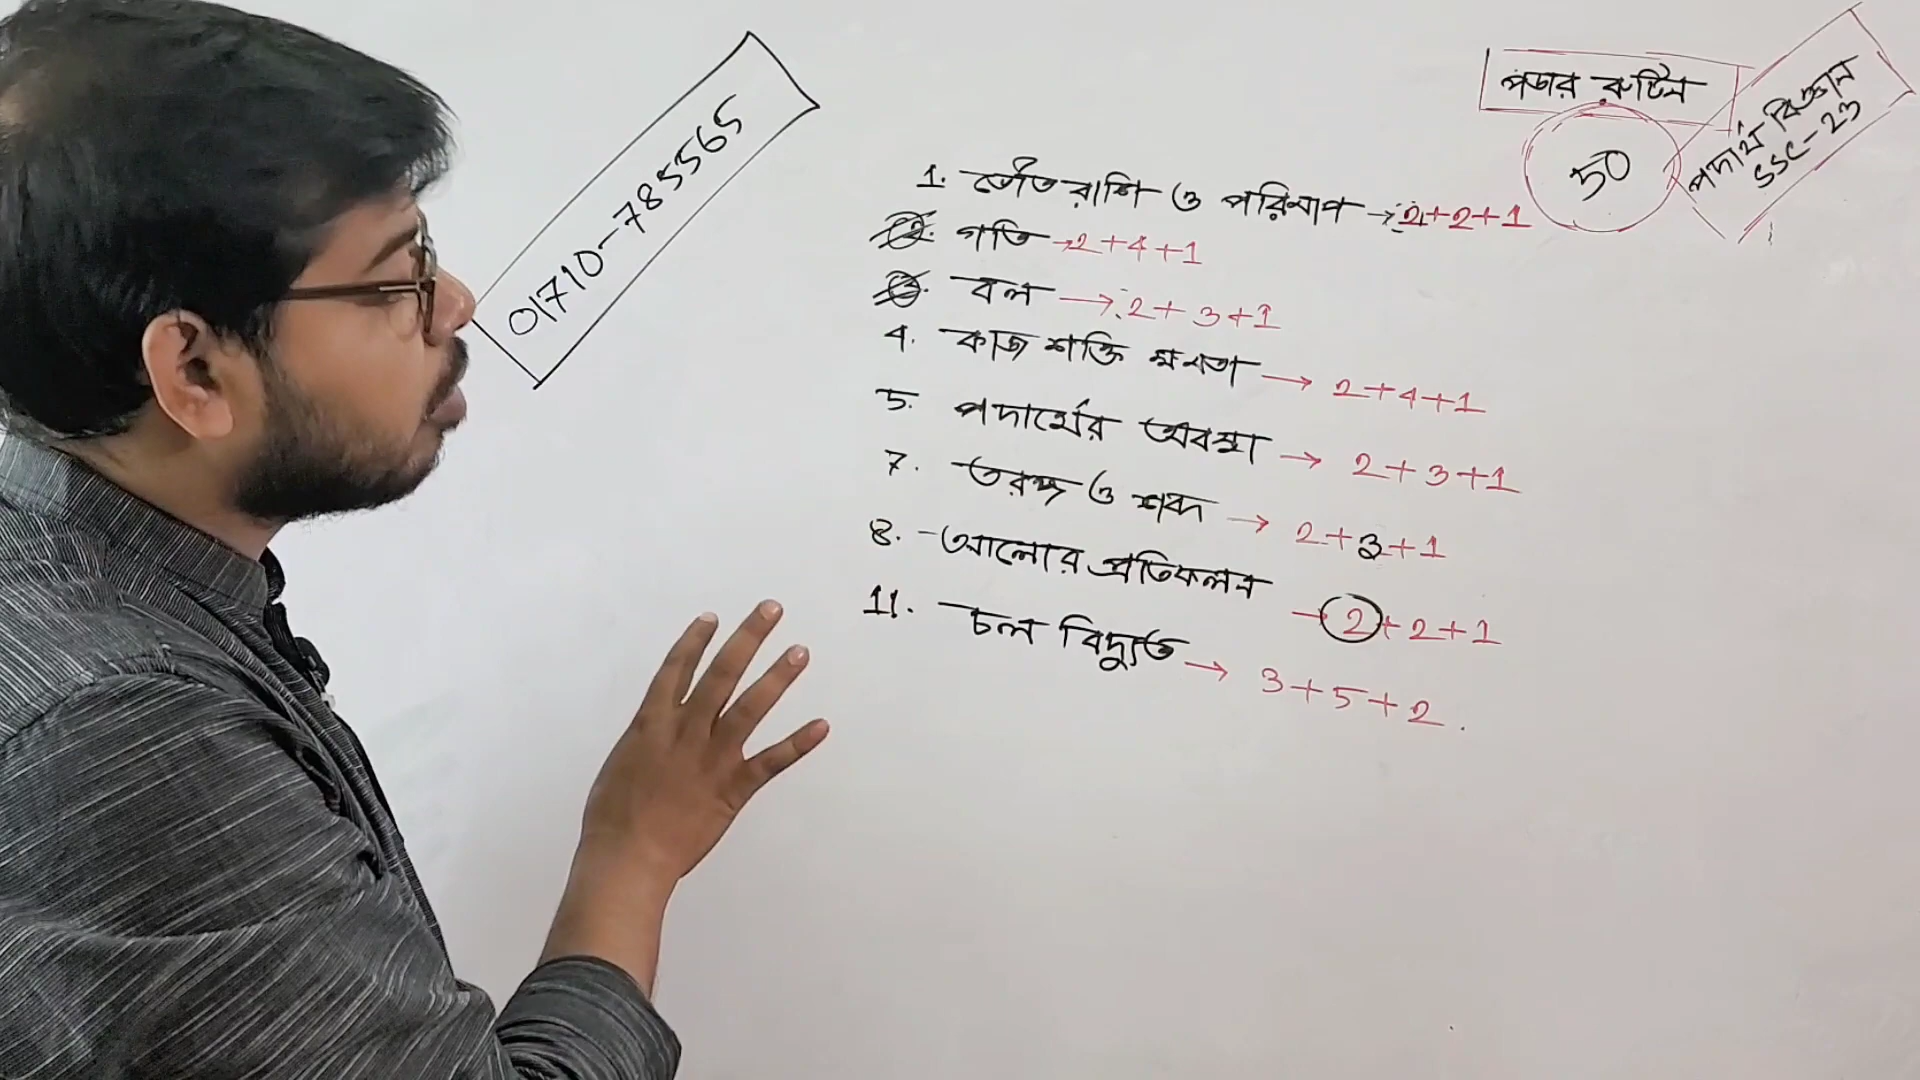 01710-785565
পড়ার রুটিন
50
পদার্থ বিজ্ঞান
SSC-23
1. ভৌত রাশি ও পরিমাপ → 2+2+1
2. গতি → 2+4+1
3. বল → 2+3+1
4. কাজ শক্তি ক্ষমতা → 2+4+1
5. পদার্থের অবস্থা → 2+3+1
7. তরঙ্গ ও শব্দ → 2+3+1
8. আলোর প্রতিফলন → 2+2+1
11. চল বিদ্যুত → 3+5+2.